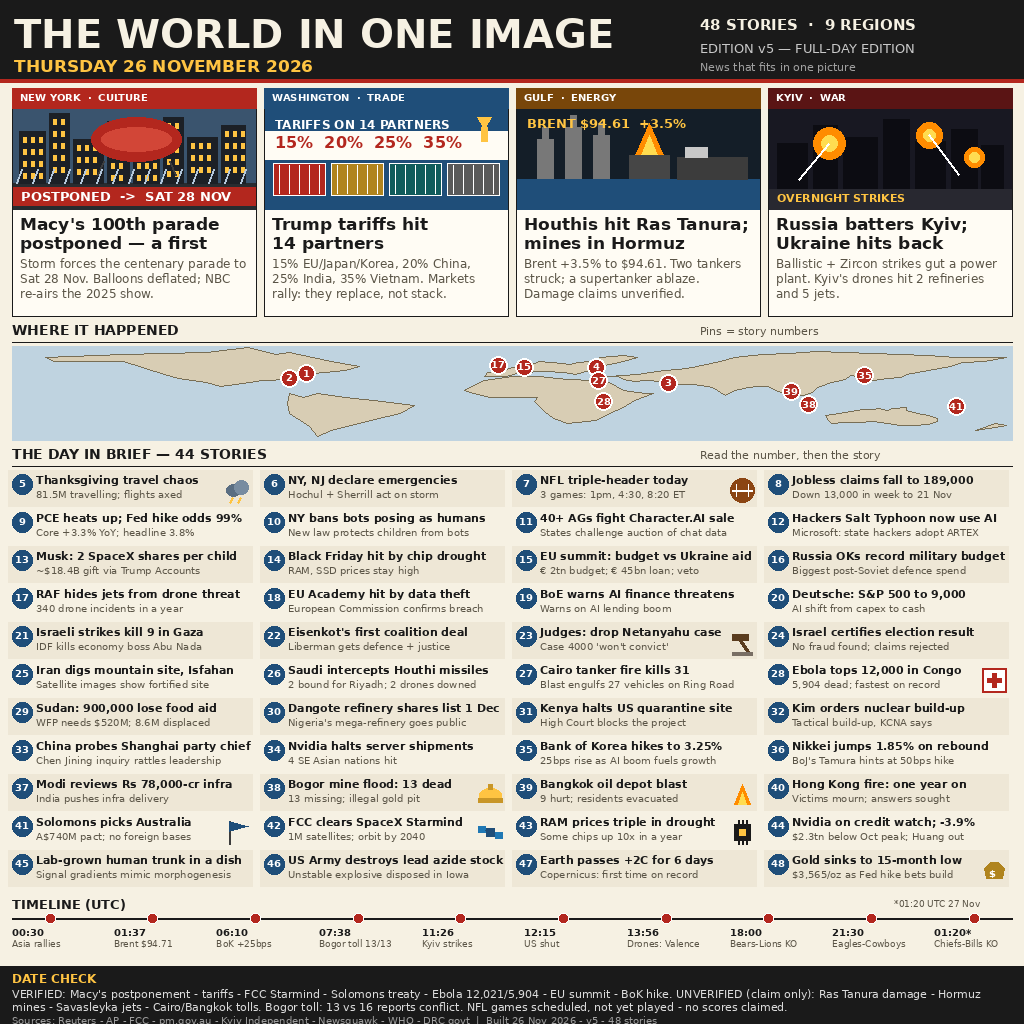 THE WORLD IN ONE IMAGE
THURSDAY 26 NOVEMBER 2026
48 STORIES · 9 REGIONS
EDITION v5 — FULL-DAY EDITION
News that fits in one picture
NEW YORK · CULTURE
POSTPONED -> SAT 28 NOV
Macy's 100th parade
postponed — a first
Storm forces the centenary parade to
Sat 28 Nov. Balloons deflated; NBC
re-airs the 2025 show.
WASHINGTON · TRADE
TARIFFS ON 14 PARTNERS
15% 20% 25% 35%
Trump tariffs hit
14 partners
15% EU/Japan/Korea, 20% China,
25% India, 35% Vietnam. Markets
rally: they replace, not stack.
GULF · ENERGY
BRENT $94.61 +3.5%
Houthis hit Ras Tanura;
mines in Hormuz
Brent +3.5% to $94.61. Two tankers
struck; a supertanker ablaze.
Damage claims unverified.
KYIV · WAR
OVERNIGHT STRIKES
Russia batters Kyiv;
Ukraine hits back
Ballistic + Zircon strikes gut a power
plant. Kyiv's drones hit 2 refineries
and 5 jets.
WHERE IT HAPPENED
Pins = story numbers
2
1
17
15
4
27
28
3
39
38
35
41
THE DAY IN BRIEF — 44 STORIES
Read the number, then the story
5 Thanksgiving travel chaos
81.5M travelling; flights axed
6 NY, NJ declare emergencies
Hochul + Sherrill act on storm
7 NFL triple-header today
3 games: 1pm, 4:30, 8:20 ET
8 Jobless claims fall to 189,000
Down 13,000 in week to 21 Nov
9 PCE heats up; Fed hike odds 99%
Core +3.3% YoY; headline 3.8%
10 NY bans bots posing as humans
New law protects children from bots
11 40+ AGs fight Character.AI sale
States challenge auction of chat data
12 Hackers Salt Typhoon now use AI
Microsoft: state hackers adopt ARTEX
13 Musk: 2 SpaceX shares per child
~$18.4B gift via Trump Accounts
14 Black Friday hit by chip drought
RAM, SSD prices stay high
15 EU summit: budget vs Ukraine aid
€ 2tn budget; € 45bn loan; veto
16 Russia OKs record military budget
Biggest post-Soviet defence spend
17 RAF hides jets from drone threat
340 drone incidents in a year
18 EU Academy hit by data theft
European Commission confirms breach
19 BoE warns AI finance threatens
Warns on AI lending boom
20 Deutsche: S&P 500 to 9,000
AI shift from capex to cash
21 Israeli strikes kill 9 in Gaza
IDF kills economy boss Abu Nada
22 Eisenkot's first coalition deal
Liberman gets defence + justice
23 Judges: drop Netanyahu case
Case 4000 'won't convict'
24 Israel certifies election result
No fraud found; claims rejected
25 Iran digs mountain site, Isfahan
Satellite images show fortified site
26 Saudi intercepts Houthi missiles
2 bound for Riyadh; 2 drones downed
27 Cairo tanker fire kills 31
Blast engulfs 27 vehicles on Ring Road
28 Ebola tops 12,000 in Congo
5,904 dead; fastest on record
29 Sudan: 900,000 lose food aid
WFP needs $520M; 8.6M displaced
30 Dangote refinery shares list 1 Dec
Nigeria's mega-refinery goes public
31 Kenya halts US quarantine site
High Court blocks the project
32 Kim orders nuclear build-up
Tactical build-up, KCNA says
33 China probes Shanghai party chief
Chen Jining inquiry rattles leadership
34 Nvidia halts server shipments
4 SE Asian nations hit
35 Bank of Korea hikes to 3.25%
25bps rise as AI boom fuels growth
36 Nikkei jumps 1.85% on rebound
BoJ's Tamura hints at 50bps hike
37 Modi reviews Rs 78,000-cr infra
India pushes infra delivery
38 Bogor mine flood: 13 dead
13 missing; illegal gold pit
39 Bangkok oil depot blast
9 hurt; residents evacuated
40 Hong Kong fire: one year on
Victims mourn; answers sought
41 Solomons picks Australia
A$740M pact; no foreign bases
42 FCC clears SpaceX Starmind
1M satellites; orbit by 2040
43 RAM prices triple in drought
Some chips up 10x in a year
44 Nvidia on credit watch; -3.9%
$2.3tn below Oct peak; Huang out
45 Lab-grown human trunk in a dish
Signal gradients mimic morphogenesis
46 US Army destroys lead azide stock
Unstable explosive disposed in Iowa
47 Earth passes +2C for 6 days
Copernicus: first time on record
48 Gold sinks to 15-month low
$3,565/oz as Fed hike bets build
$
TIMELINE (UTC)
*01:20 UTC 27 Nov
00:30 01:37 06:10 07:38 11:26 12:15 13:56 18:00 21:30 01:20*
Asia rallies Brent $94.71 BoK +25bps Bogor toll 13/13 Kyiv strikes US shut Drones: Valence Bears-Lions KO Eagles-Cowboys Chiefs-Bills KO
DATE CHECK
VERIFIED: Macy's postponement - tariffs - FCC Starmind - Solomons treaty - Ebola 12,021/5,904 - EU summit - BoK hike. UNVERIFIED (claim only): Ras Tanura damage - Hormuz
mines - Savasleyka jets - Cairo/Bangkok tolls. Bogor toll: 13 vs 16 reports conflict. NFL games scheduled, not yet played - no scores claimed.
Sources: Reuters - AP - FCC - pm.gov.au - Kyiv Independent - Newsquawk - WHO - DRC govt | Built 26 Nov 2026 - v5 - 48 stories